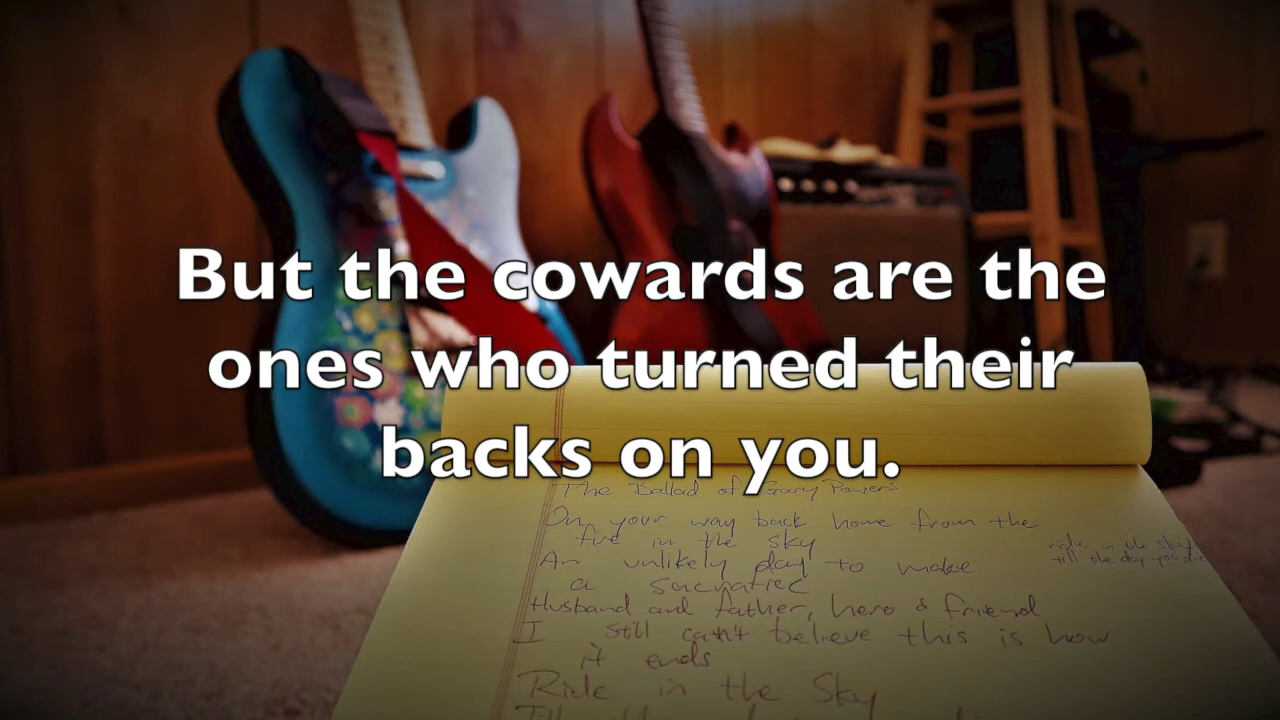 But the cowards are the
ones who turned their
backs on you.
The Ballad of Gary Powers
On your way back home from the
fire in the sky
An unlikely day to make
a sacrafice
ride in the sky
till the day you die
Husband and father, hero & friend
I still can't believe this is how
it ends
Ride in the Sky